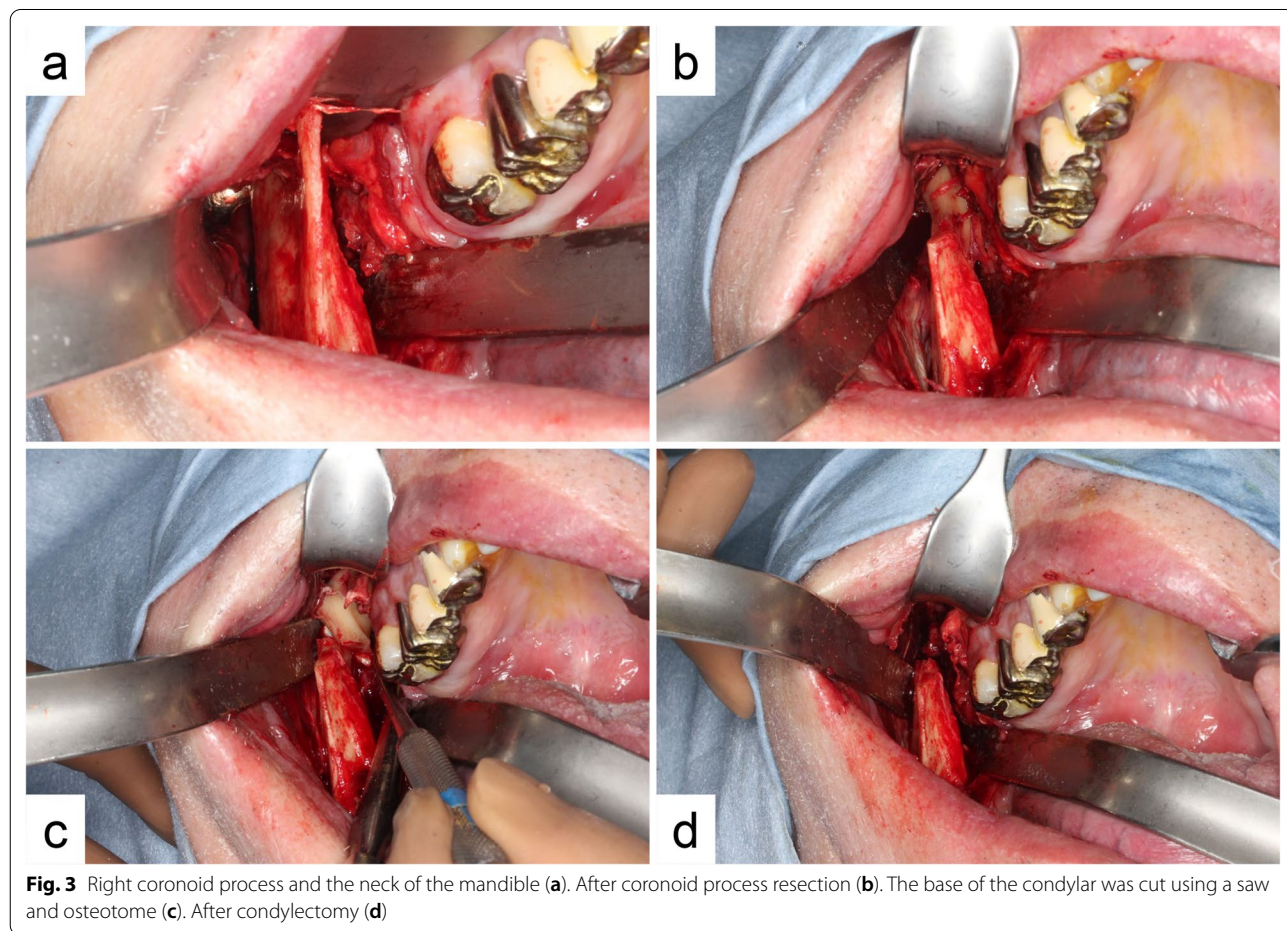 a
b
c
d
Fig. 3 Right coronoid process and the neck of the mandible (a). After coronoid process resection (b). The base of the condylar was cut using a saw
and osteotome (c). After condylectomy (d)